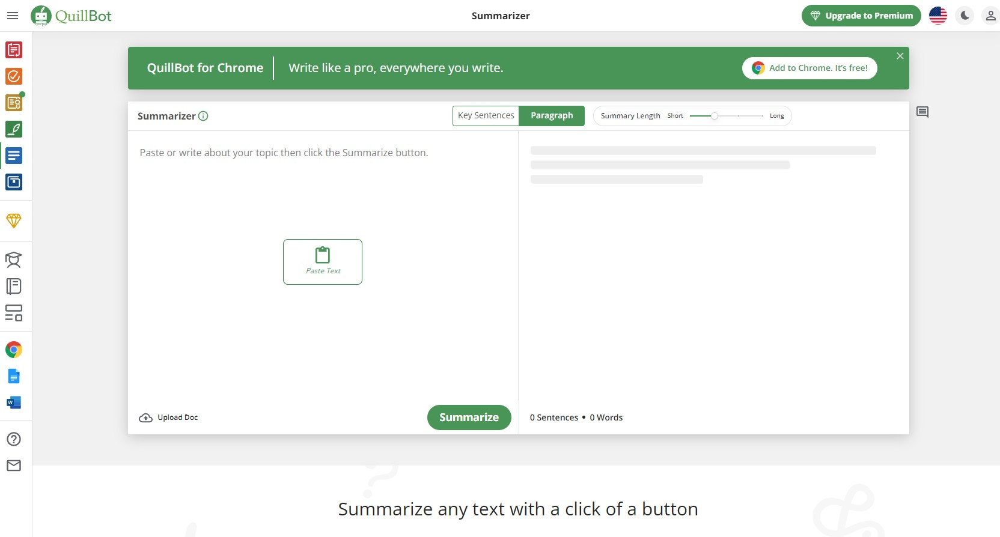 QuillBot
Summarizer
Upgrade to Premium
QuillBot for Chrome
Write like a pro, everywhere you write.
Add to Chrome. It's free!
Summarizer
Key Sentences
Paragraph
Summary Length
Short
Long
Paste or write about your topic then click the Summarize button.
Paste Text
Upload Doc
Summarize
0 Sentences • 0 Words
W
Summarize any text with a click of a button